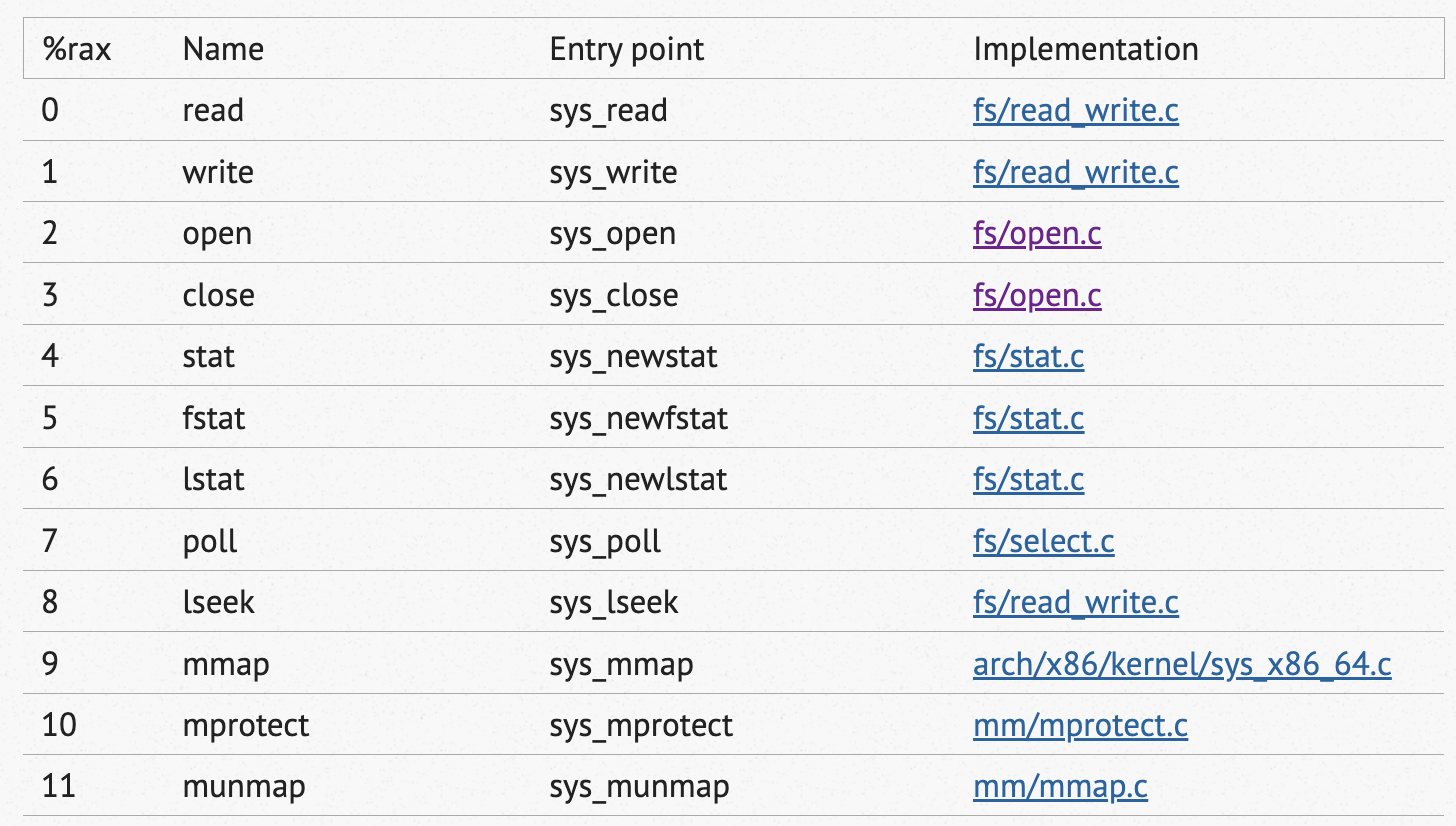 %rax Name Entry point Implementation
0 read sys_read fs/read_write.c
1 write sys_write fs/read_write.c
2 open sys_open fs/open.c
3 close sys_close fs/open.c
4 stat sys_newstat fs/stat.c
5 fstat sys_newfstat fs/stat.c
6 lstat sys_newlstat fs/stat.c
7 poll sys_poll fs/select.c
8 lseek sys_lseek fs/read_write.c
9 mmap sys_mmap arch/x86/kernel/sys_x86_64.c
10 mprotect sys_mprotect mm/mprotect.c
11 munmap sys_munmap mm/mmap.c